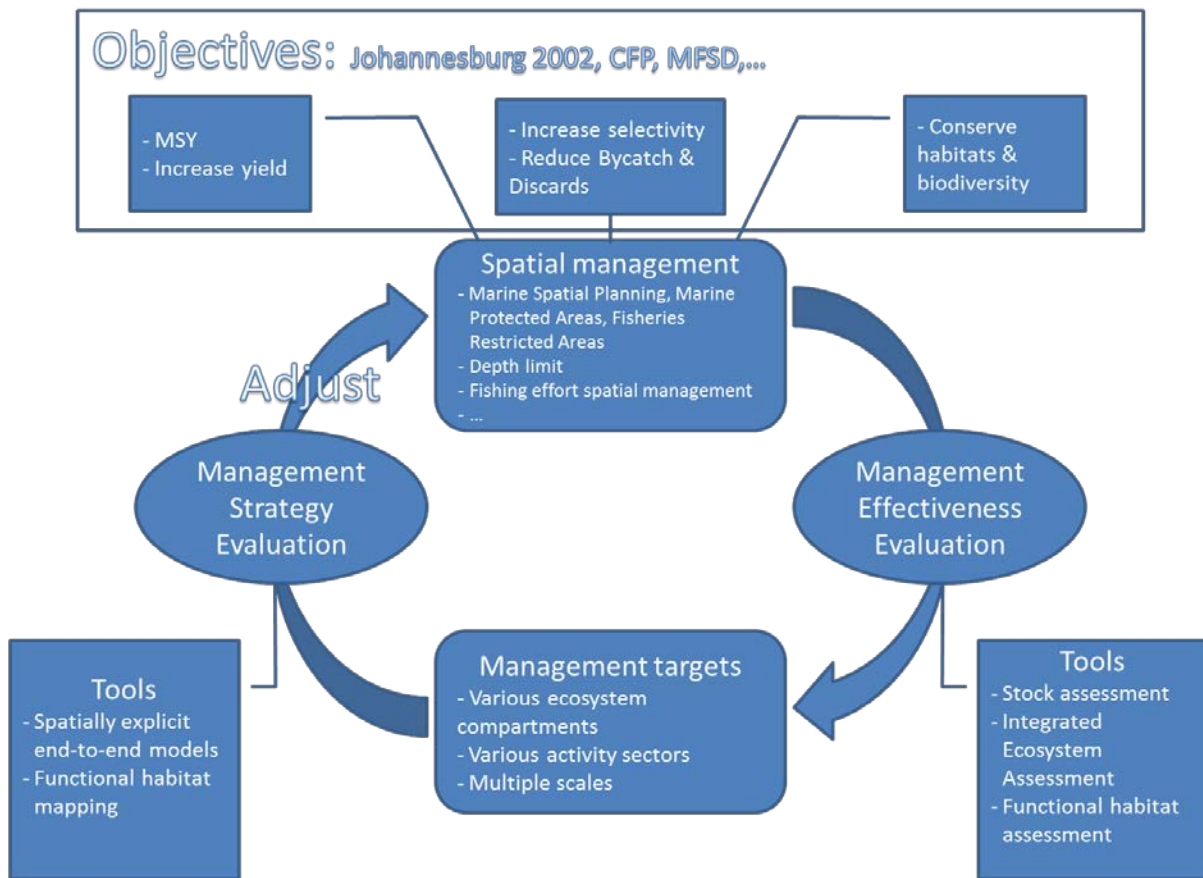 Objectives: Johannesburg 2002, CFP, MFSD,...
- MSY
- Increase yield
- Increase selectivity
- Reduce Bycatch &
Discards
- Conserve
habitats &
biodiversity
Spatial management
- Marine Spatial Planning, Marine
Protected Areas, Fisheries
Restricted Areas
- Depth limit
- Fishing effort spatial management
- ...
Adjust
Management
Strategy
Evaluation
Management
Effectiveness
Evaluation
Management targets
- Various ecosystem
compartments
- Various activity sectors
- Multiple scales
Tools
- Spatially explicit
end-to-end models
- Functional habitat
mapping
Tools
- Stock assessment
- Integrated
Ecosystem
Assessment
- Functional habitat
assessment